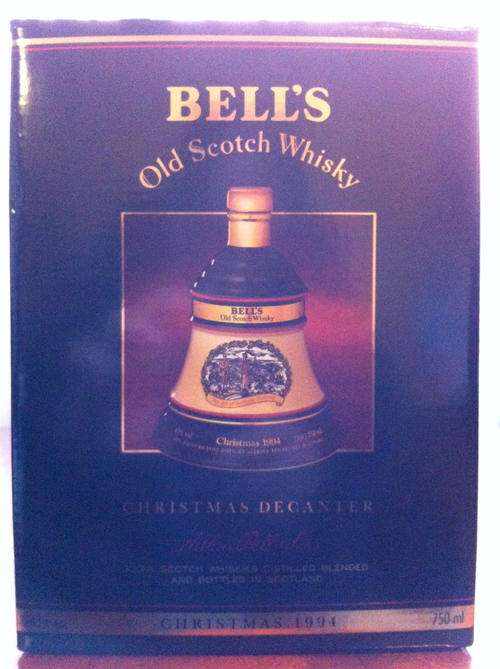 BELL'S
Old Scotch Whisky
BELL'S
Old Scotch Whisky
Christmas 1994
CHRISTMAS DECANTER
SCOTCH WHISKIES DISTILLED BLENDED
AND BOTTLED IN SCOTLAND
CHRISTMAS 1994
750 ml